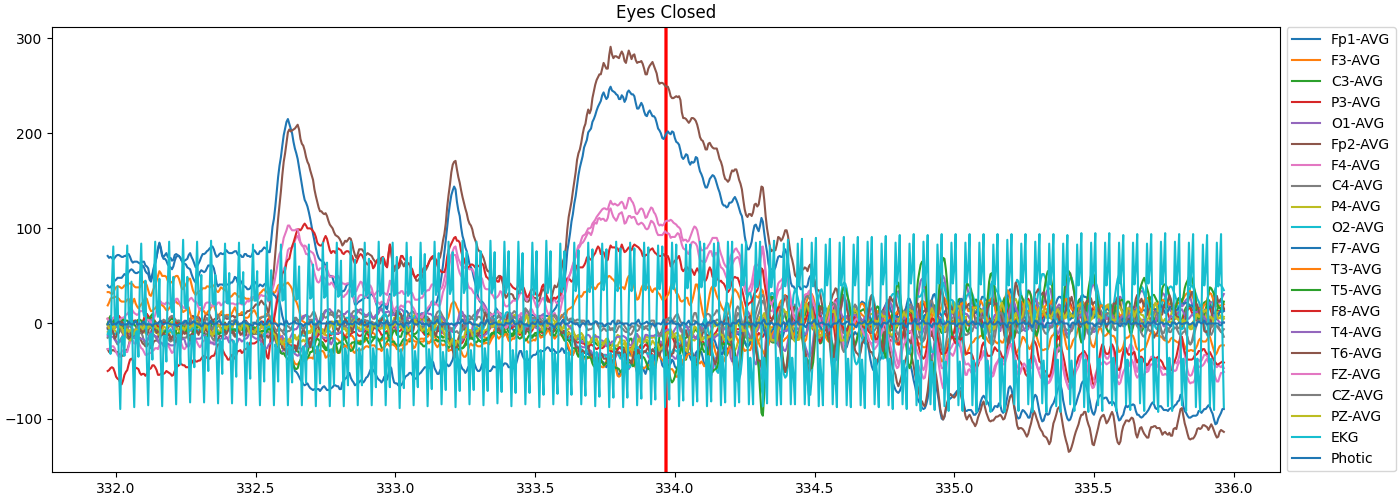 Eyes Closed
300
200
100
0
−100
332.0 332.5 333.0 333.5 334.0 334.5 335.0 335.5 336.0
Fp1-AVG
F3-AVG
C3-AVG
P3-AVG
O1-AVG
Fp2-AVG
F4-AVG
C4-AVG
P4-AVG
O2-AVG
F7-AVG
T3-AVG
T5-AVG
F8-AVG
T4-AVG
T6-AVG
FZ-AVG
CZ-AVG
PZ-AVG
EKG
Photic